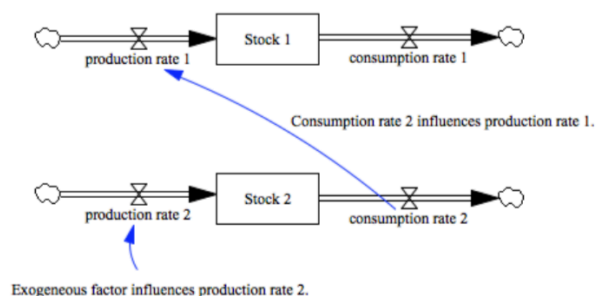 Stock 1
production rate 1
consumption rate 1
Consumption rate 2 influences production rate 1.
Stock 2
production rate 2
consumption rate 2
Exogeneous factor influences production rate 2.